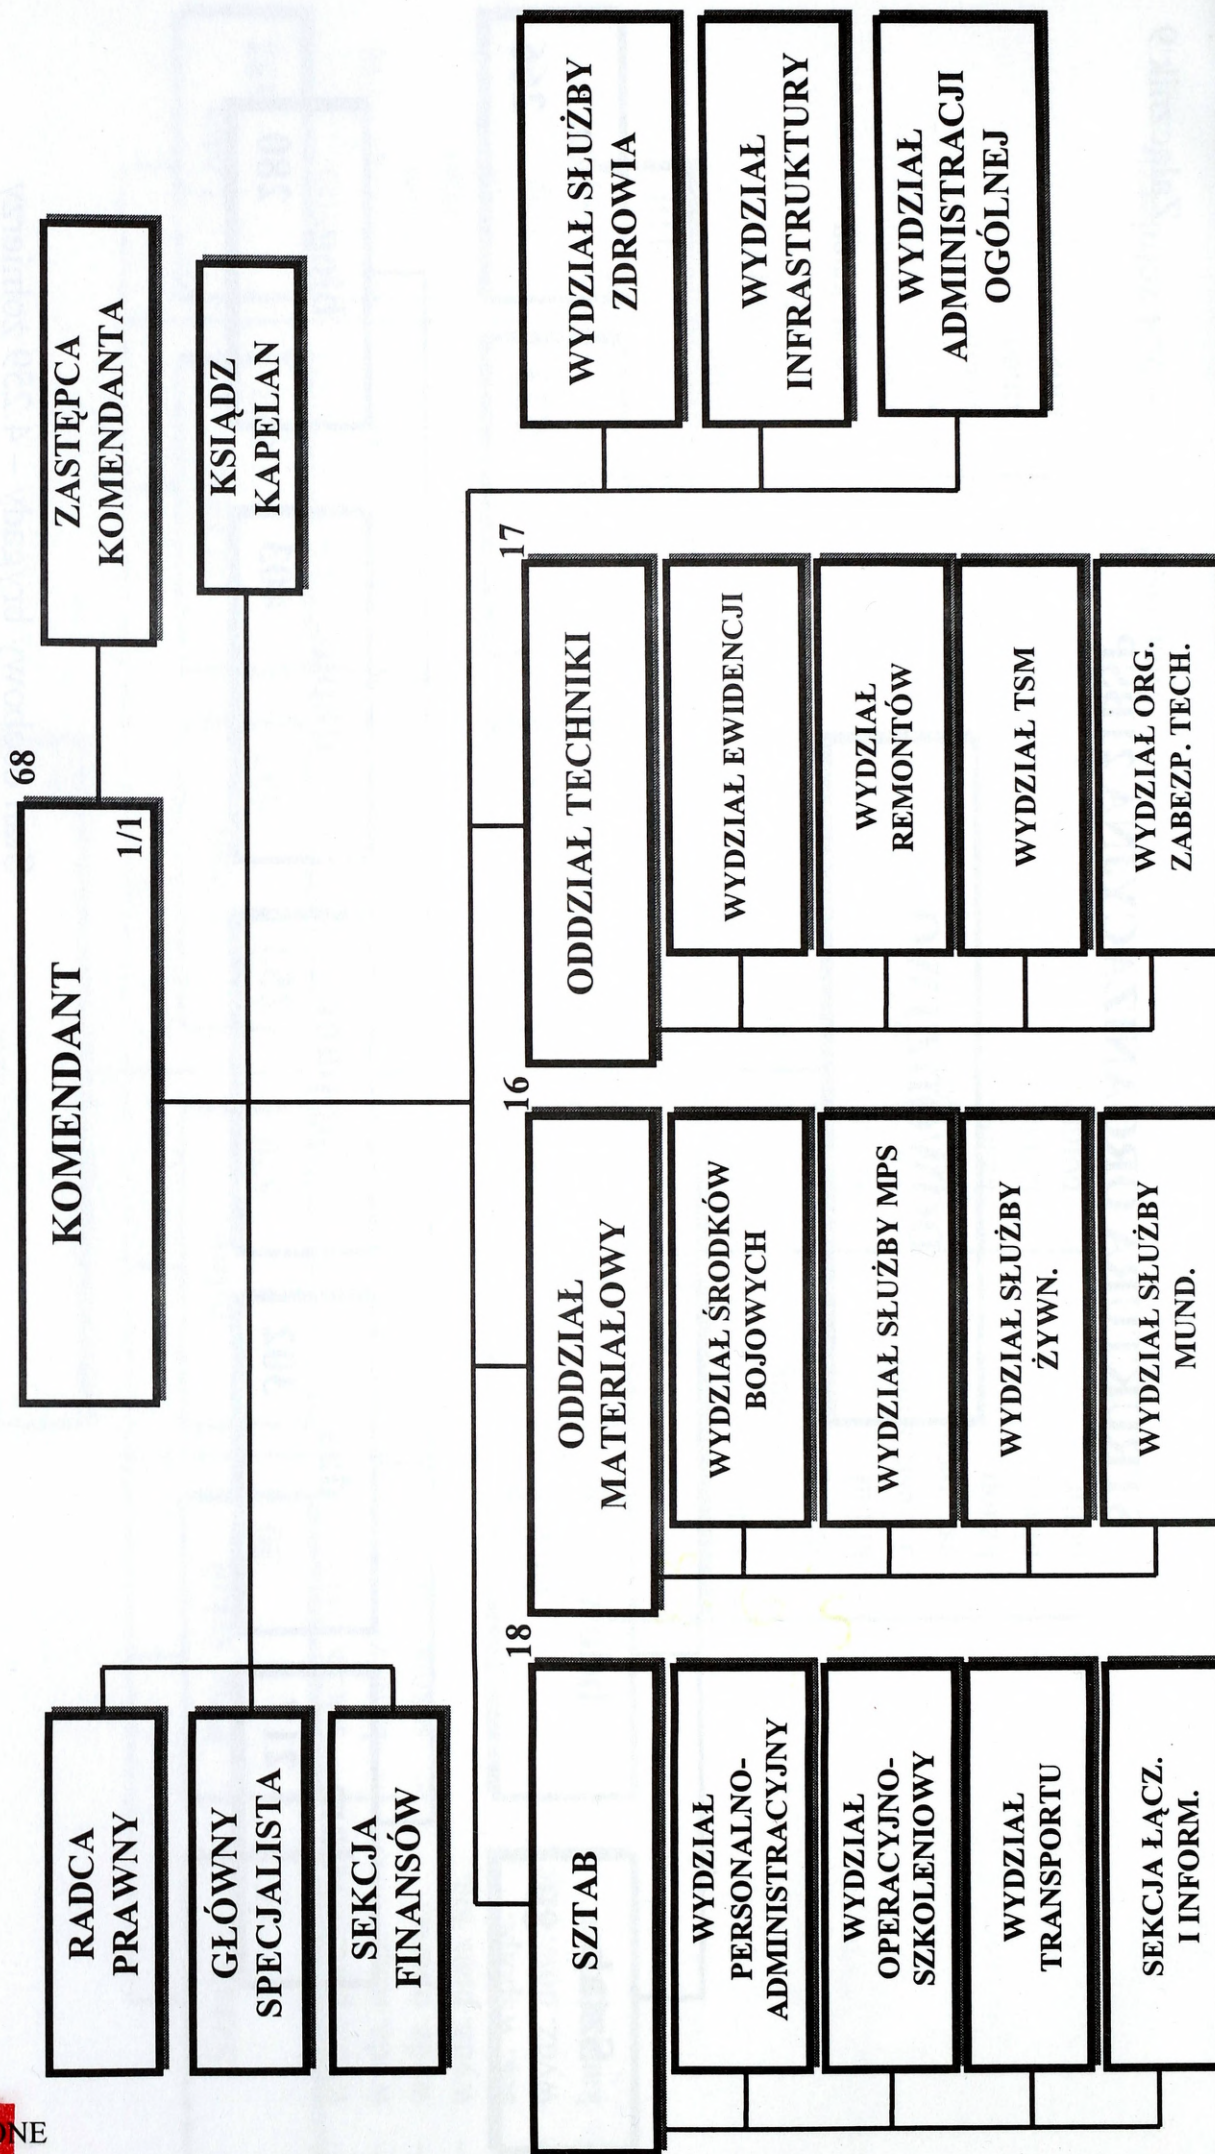 68
KOMENDANT
1/1
ZASTĘPCA
KOMENDANTA
KSIĄDZ
KAPELAN
RADCA
PRAWNY
GŁÓWNY
SPECJALISTA
SEKCJA
FINANSÓW
18
SZTAB
WYDZIAŁ
PERSONALNO-
ADMINISTRACYJNY
WYDZIAŁ
OPERACYJNO-
SZKOLENIOWY
WYDZIAŁ
TRANSPORTU
SEKCJA ŁĄCZ.
I INFORM.
16
ODDZIAŁ
MATERIAŁOWY
WYDZIAŁ ŚRODKÓW
BOJOWYCH
WYDZIAŁ SŁUŻBY MPS
WYDZIAŁ SŁUŻBY
ŻYWN.
WYDZIAŁ SŁUŻBY
MUND.
17
ODDZIAŁ TECHNIKI
WYDZIAŁ EWIDENCJI
WYDZIAŁ
REMONTÓW
WYDZIAŁ TSM
WYDZIAŁ ORG.
ZABEZP. TECH.
WYDZIAŁ SŁUŻBY
ZDROWIA
WYDZIAŁ
INFRASTRUKTURY
WYDZIAŁ
ADMINISTRACJI
OGÓLNEJ